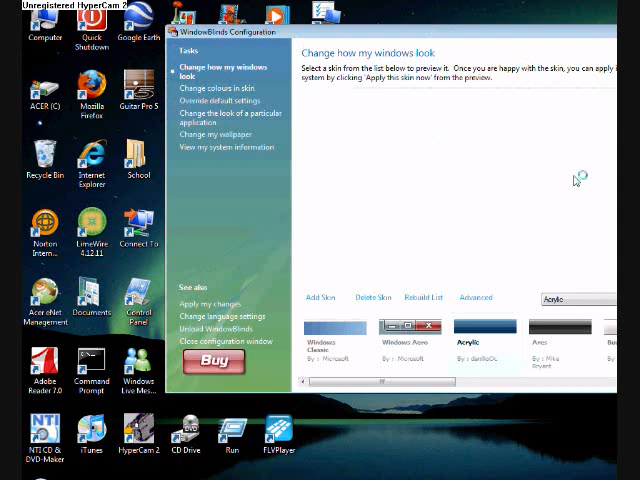 Unregistered HyperCam 2
Computer
Quick
Shutdown
Google Earth
ACER (C)
Mozilla
Firefox
Guitar Pro 5
Recycle Bin
Internet
Explorer
School
Norton
Intern...
LimeWire
4.12.11
Connect To
Acer eNet
Management
Documents
Control
Panel
Adobe
Reader 7.0
Command
Prompt
Windows
Live Mess...
NTI CD &
DVD-Maker
iTunes
HyperCam 2
CD Drive
Run
FLVPlayer
WindowBlinds Configuration
Tasks
Change how my windows
look
Change colours in skin
Override default settings
Change the look of a particular
application
Change my wallpaper
View my system information
See also
Apply my changes
Change language settings
Unload WindowBlinds
Close configuration window
Buy
Change how my windows look
Select a skin from the list below to preview it. Once you are happy with the skin, you can apply i
system by clicking 'Apply this skin now' from the preview.
Add Skin
Delete Skin
Rebuild List
Advanced
Acrylic
Windows
Classic
By : Microsoft
Windows Aero
By : Microsoft
Acrylic
By : danilloOc
Ares
By : Mike
Bryant